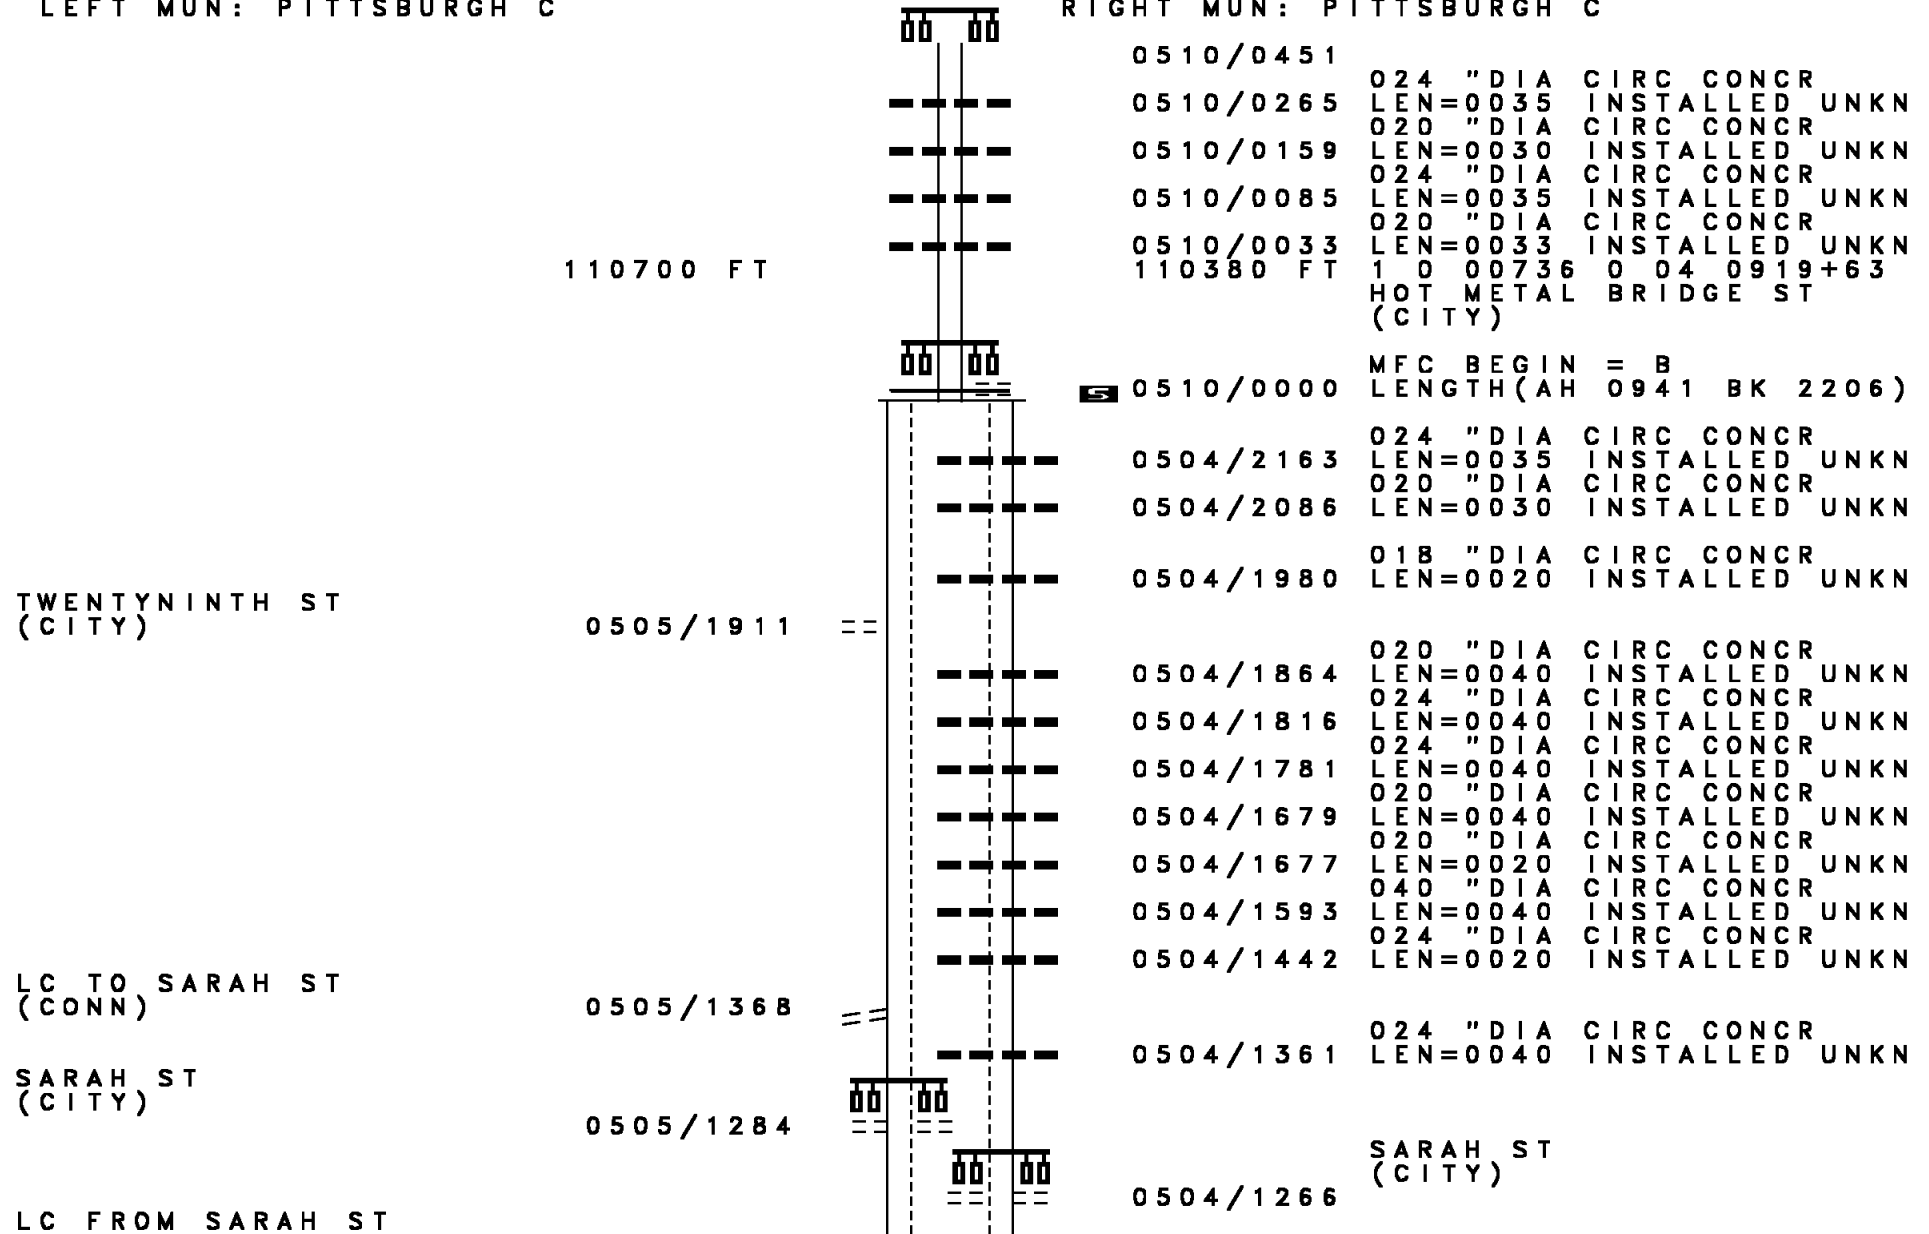 LEFT MUN: PITTSBURGH C
RIGHT MUN: PITTSBURGH C
0510/0451
024 "DIA CIRC CONCR
0510/0265 LEN=0035 INSTALLED UNKN
020 "DIA CIRC CONCR
0510/0159 LEN=0030 INSTALLED UNKN
024 "DIA CIRC CONCR
0510/0085 LEN=0035 INSTALLED UNKN
020 "DIA CIRC CONCR
0510/0033 LEN=0033 INSTALLED UNKN
110700 FT
110380 FT 1 0 00736 0 04 0919+63
HOT METAL BRIDGE ST
(CITY)
MFC BEGIN = B
S 0510/0000 LENGTH(AH 0941 BK 2206)
024 "DIA CIRC CONCR
0504/2163 LEN=0035 INSTALLED UNKN
020 "DIA CIRC CONCR
0504/2086 LEN=0030 INSTALLED UNKN
018 "DIA CIRC CONCR
0504/1980 LEN=0020 INSTALLED UNKN
TWENTYNINTH ST
(CITY) 0505/1911
020 "DIA CIRC CONCR
0504/1864 LEN=0040 INSTALLED UNKN
024 "DIA CIRC CONCR
0504/1816 LEN=0040 INSTALLED UNKN
024 "DIA CIRC CONCR
0504/1781 LEN=0040 INSTALLED UNKN
020 "DIA CIRC CONCR
0504/1679 LEN=0040 INSTALLED UNKN
020 "DIA CIRC CONCR
0504/1677 LEN=0020 INSTALLED UNKN
040 "DIA CIRC CONCR
0504/1593 LEN=0040 INSTALLED UNKN
024 "DIA CIRC CONCR
0504/1442 LEN=0020 INSTALLED UNKN
LC TO SARAH ST
(CONN) 0505/1368
024 "DIA CIRC CONCR
0504/1361 LEN=0040 INSTALLED UNKN
SARAH ST
(CITY)
0505/1284
SARAH ST
(CITY)
0504/1266
LC FROM SARAH ST